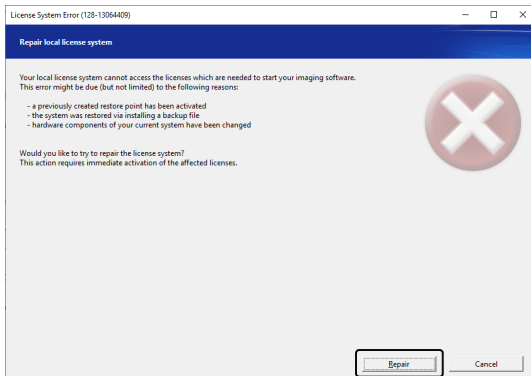 License System Error (128-13064409)
Repair local license system
Your local license system cannot access the licenses which are needed to start your imaging software.
This error might be due (but not limited) to the following reasons:
- a previously created restore point has been activated
- the system was restored via installing a backup file
- hardware components of your current system have been changed
Would you like to try to repair the license system?
This action requires immediate activation of the affected licenses.
Repair
Cancel